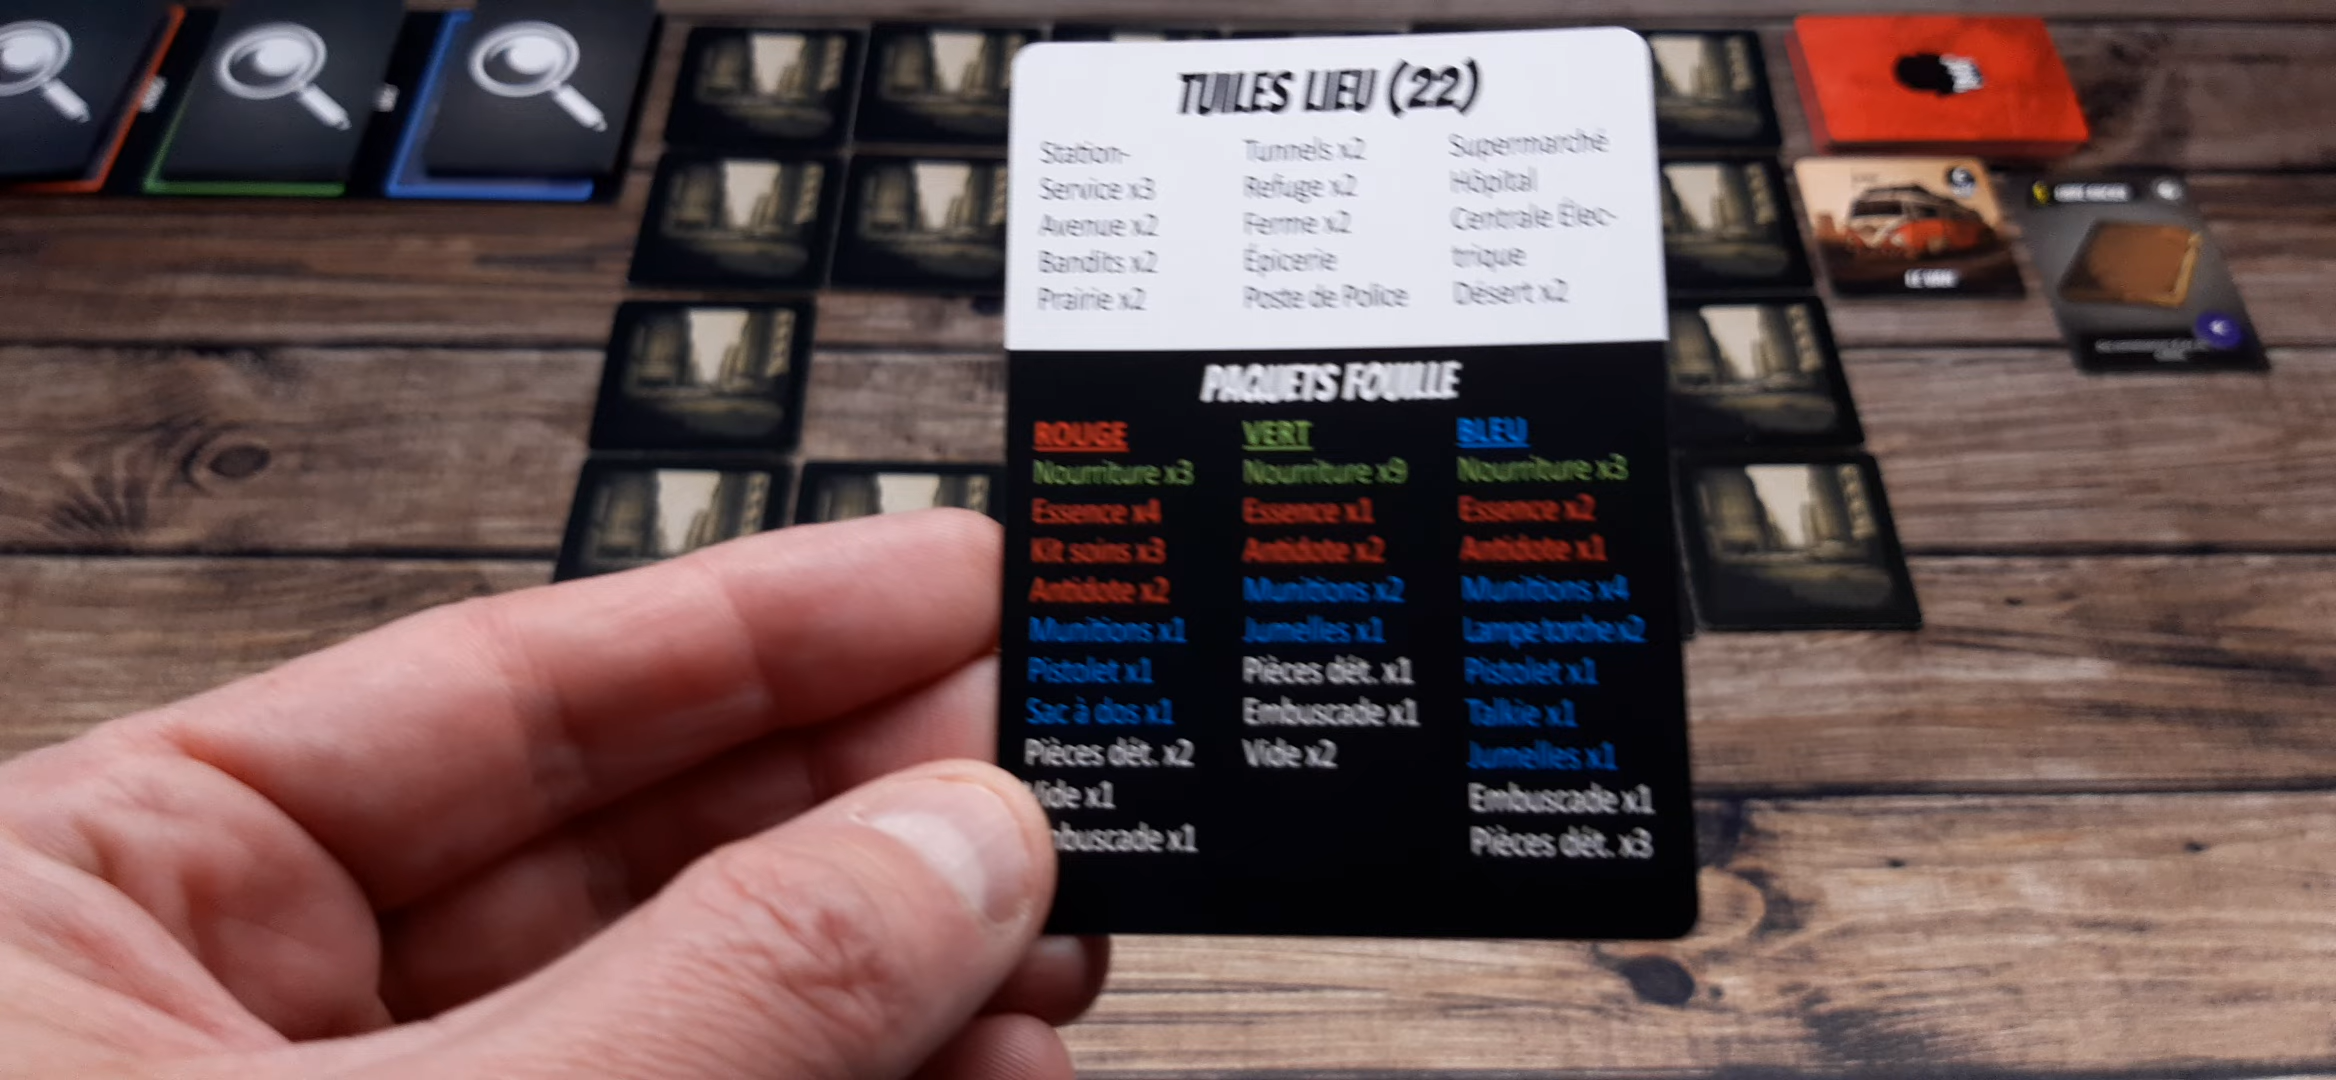 TUILES LIEU (22)
Station-
Service x3
Avenue x2
Bandits x2
Prairie x2
Tunnels x2
Refuge x2
Ferme x2
Épicerie
Poste de Police
Supermarché
Hôpital
Centrale Élec-
trique
Désert x2
PAQUETS FOUILLE
ROUGE
Nourriture x3
Essence x4
Kit soins x3
Antidote x2
Munitions x1
Pistolet x1
Sac à dos x1
Pièces dét. x2
Vide x1
mbuscade x1
VERT
Nourriture x9
Essence x1
Antidote x2
Munitions x2
Jumelles x1
Pièces dét. x1
Embuscade x1
Vide x2
BLEU
Nourriture x3
Essence x2
Antidote x1
Munitions x4
Lampe torche x2
Pistolet x1
Talkie x1
Jumelles x1
Embuscade x1
Pièces dét. x3
LE VAN